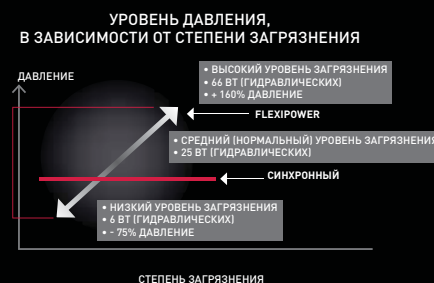 УРОВЕНЬ ДАВЛЕНИЯ,
В ЗАВИСИМОСТИ ОТ СТЕПЕНИ ЗАГРЯЗНЕНИЯ
ДАВЛЕНИЕ
• ВЫСОКИЙ УРОВЕНЬ ЗАГРЯЗНЕНИЯ
• 66 ВТ (ГИДРАВЛИЧЕСКИХ)
• + 160% ДАВЛЕНИЕ
FLEXIPOWER
• СРЕДНИЙ (НОРМАЛЬНЫЙ) УРОВЕНЬ ЗАГРЯЗНЕНИЯ
• 25 ВТ (ГИДРАВЛИЧЕСКИХ)
СИНХРОННЫЙ
• НИЗКИЙ УРОВЕНЬ ЗАГРЯЗНЕНИЯ
• 6 ВТ (ГИДРАВЛИЧЕСКИХ)
• - 75% ДАВЛЕНИЕ
СТЕПЕНЬ ЗАГРЯЗНЕНИЯ